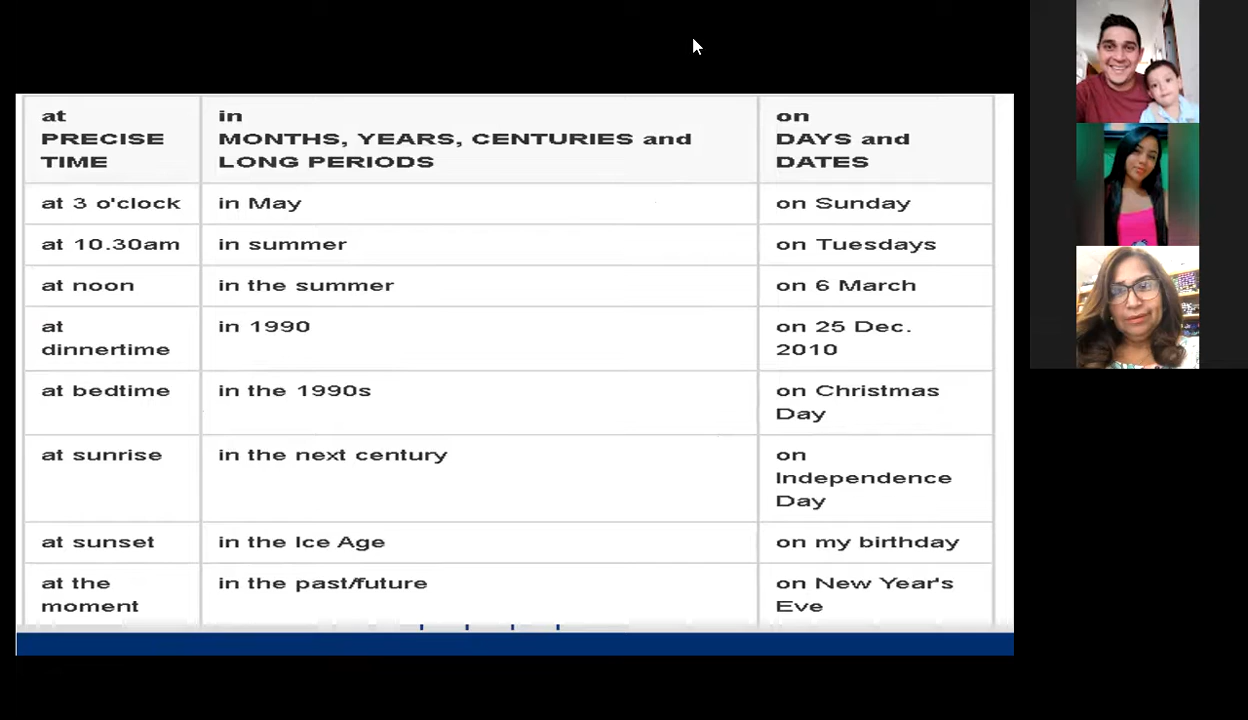 at
PRECISE
TIME
in
MONTHS, YEARS, CENTURIES and
LONG PERIODS
on
DAYS and
DATES
at 3 o'clock
in May
on Sunday
at 10.30am
in summer
on Tuesdays
at noon
in the summer
on 6 March
at
dinnertime
in 1990
on 25 Dec.
2010
at bedtime
in the 1990s
on Christmas
Day
at sunrise
in the next century
on
Independence
Day
at sunset
in the Ice Age
on my birthday
at the
moment
in the past/future
on New Year's
Eve